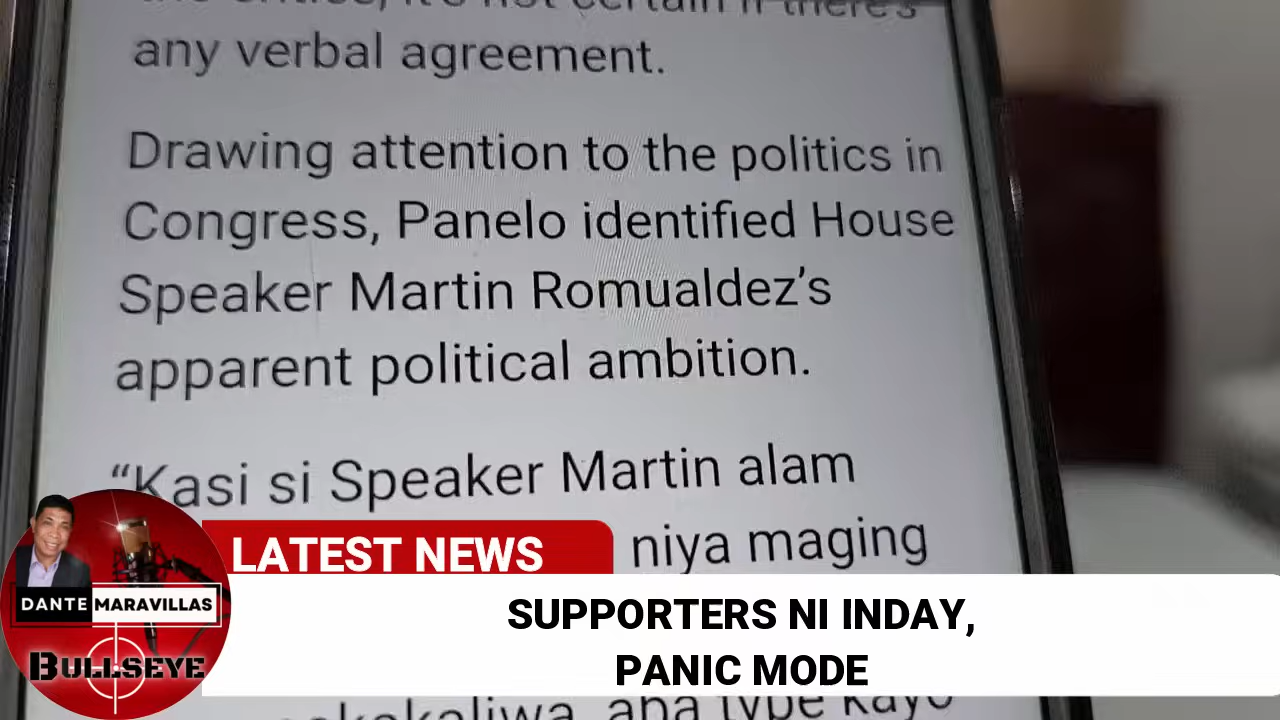 any verbal agreement.
Drawing attention to the politics in
Congress, Panelo identified House
Speaker Martin Romualdez's
apparent political ambition.
“Kasi si Speaker Martin alam
niya maging
LATEST NEWS
SUPPORTERS NI INDAY,
PANIC MODE
DANTE MARAVILLAS
BULLSEYE